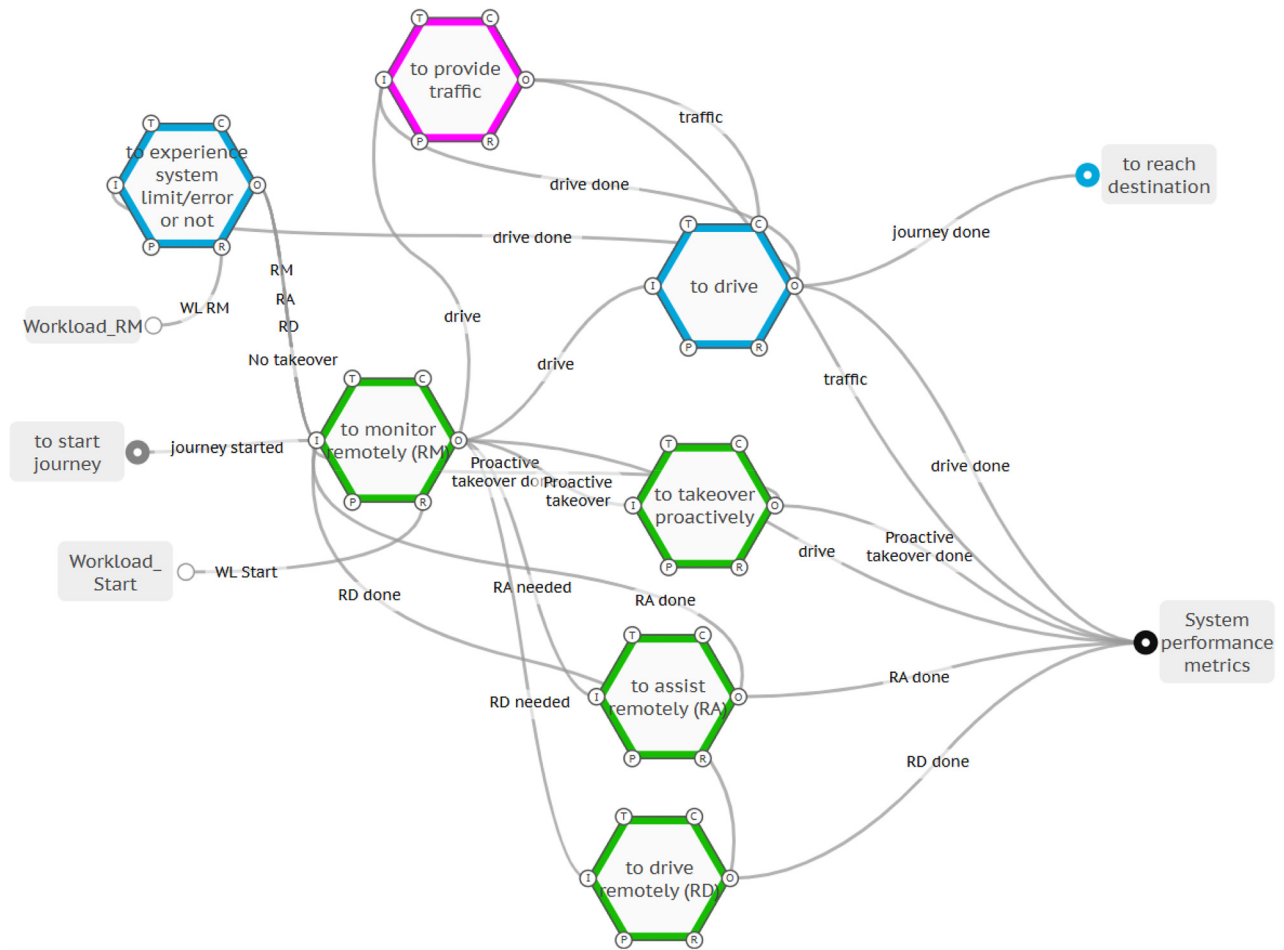 T
C
to provide
traffic
I
O
P
R
traffic
drive done
T
C
to experience
system
limit/error
or not
I
O
P
R
to reach
destination
drive done
journey done
T
C
to drive
I
O
P
R
RM
RA
RD
No takeover
WL RM
Workload_RM
drive
drive
traffic
T
C
to monitor
remotely (RM)
I
O
P
R
to start
journey
journey started
Proactive
takeover done
Proactive
takeover
T
C
to takeover
proactively
I
O
P
R
drive done
Proactive
takeover done
drive
Workload_
Start
WL Start
RD done
RA needed
RA done
System
performance
metrics
T
C
to assist
remotely (RA)
I
O
P
R
RA done
RD needed
RD done
T
C
to drive
remotely (RD)
I
O
P
R